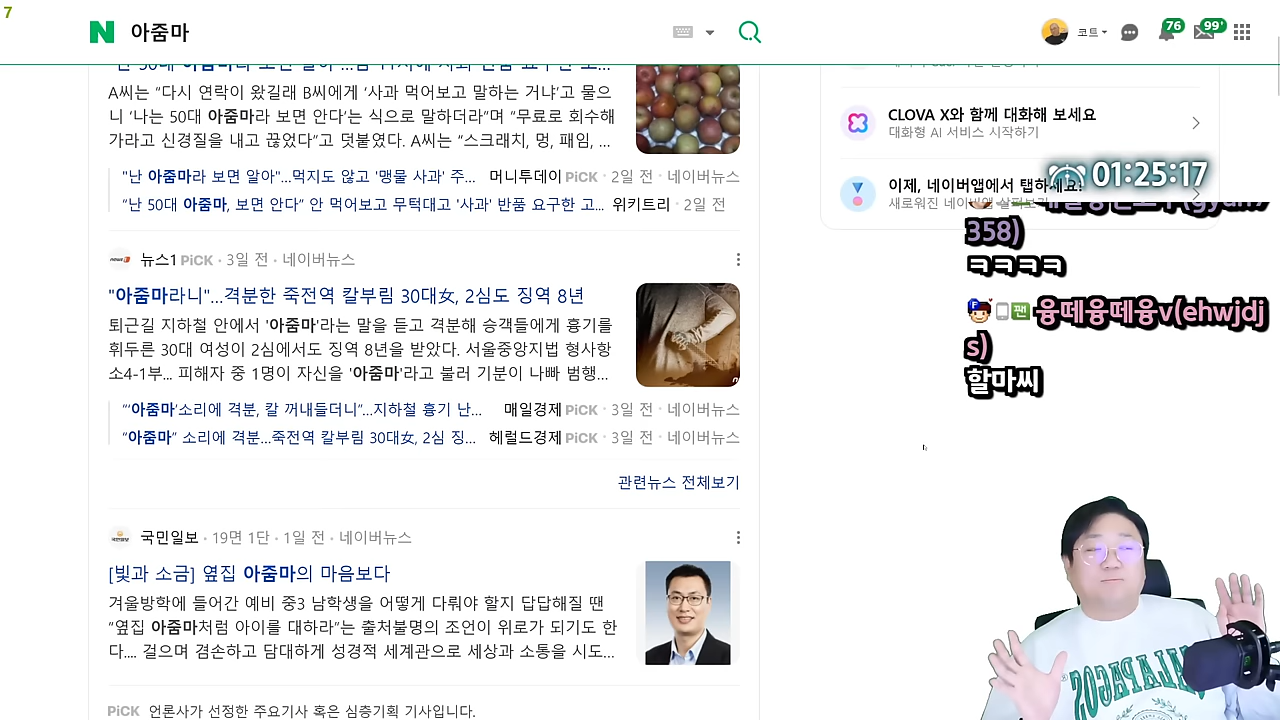 7
N 아줌마
코트
76
99+
A씨는 “다시 연락이 왔길래 B씨에게 ‘사과 먹어보고 말하는 거냐’고 물으
니 ‘나는 50대 아줌마라 보면 안다’는 식으로 말하더라”며 “무료로 회수해
가라고 신경질을 내고 끊었다”고 덧붙였다. A씨는 “스크래치, 멍, 패임, ...
"난 아줌마라 보면 알아"...먹지도 않고 '맹물 사과' 주... 머니투데이 PiCK · 2일 전 · 네이버뉴스
“난 50대 아줌마, 보면 안다” 안 먹어보고 무턱대고 '사과' 반품 요구한 고... 위키트리 · 2일 전
뉴스1 PiCK · 3일 전 · 네이버뉴스
"아줌마라니"...격분한 죽전역 칼부림 30대女, 2심도 징역 8년
퇴근길 지하철 안에서 '아줌마'라는 말을 듣고 격분해 승객들에게 흉기를
휘두른 30대 여성이 2심에서도 징역 8년을 받았다. 서울중앙지법 형사항
소4-1부... 피해자 중 1명이 자신을 '아줌마'라고 불러 기분이 나빠 범행...
“‘아줌마’소리에 격분, 칼 꺼내들더니”...지하철 흉기 난... 매일경제 PiCK · 3일 전 · 네이버뉴스
“아줌마” 소리에 격분...죽전역 칼부림 30대女, 2심 징... 헤럴드경제 PiCK · 3일 전 · 네이버뉴스
관련뉴스 전체보기
국민일보 · 19면 1단 · 1일 전 · 네이버뉴스
[빛과 소금] 옆집 아줌마의 마음보다
겨울방학에 들어간 예비 중3 남학생을 어떻게 다뤄야 할지 답답해질 땐
“옆집 아줌마처럼 아이를 대하라”는 출처불명의 조언이 위로가 되기도 한
다.... 걸으며 겸손하고 담대하게 성경적 세계관으로 세상과 소통을 시도...
PiCK 언론사가 선정한 주요기사 혹은 심층기획 기사입니다.
CLOVA X와 함께 대화해 보세요
대화형 AI 서비스 시작하기
이제, 네이버앱에서 탭하세요!
새로워진 네이버앱 살펴보기
01:25:17
358)
ㅋㅋㅋㅋ
팬 융떼융떼융v(ehwjdj
s)
할마씨
GALAPAGOS